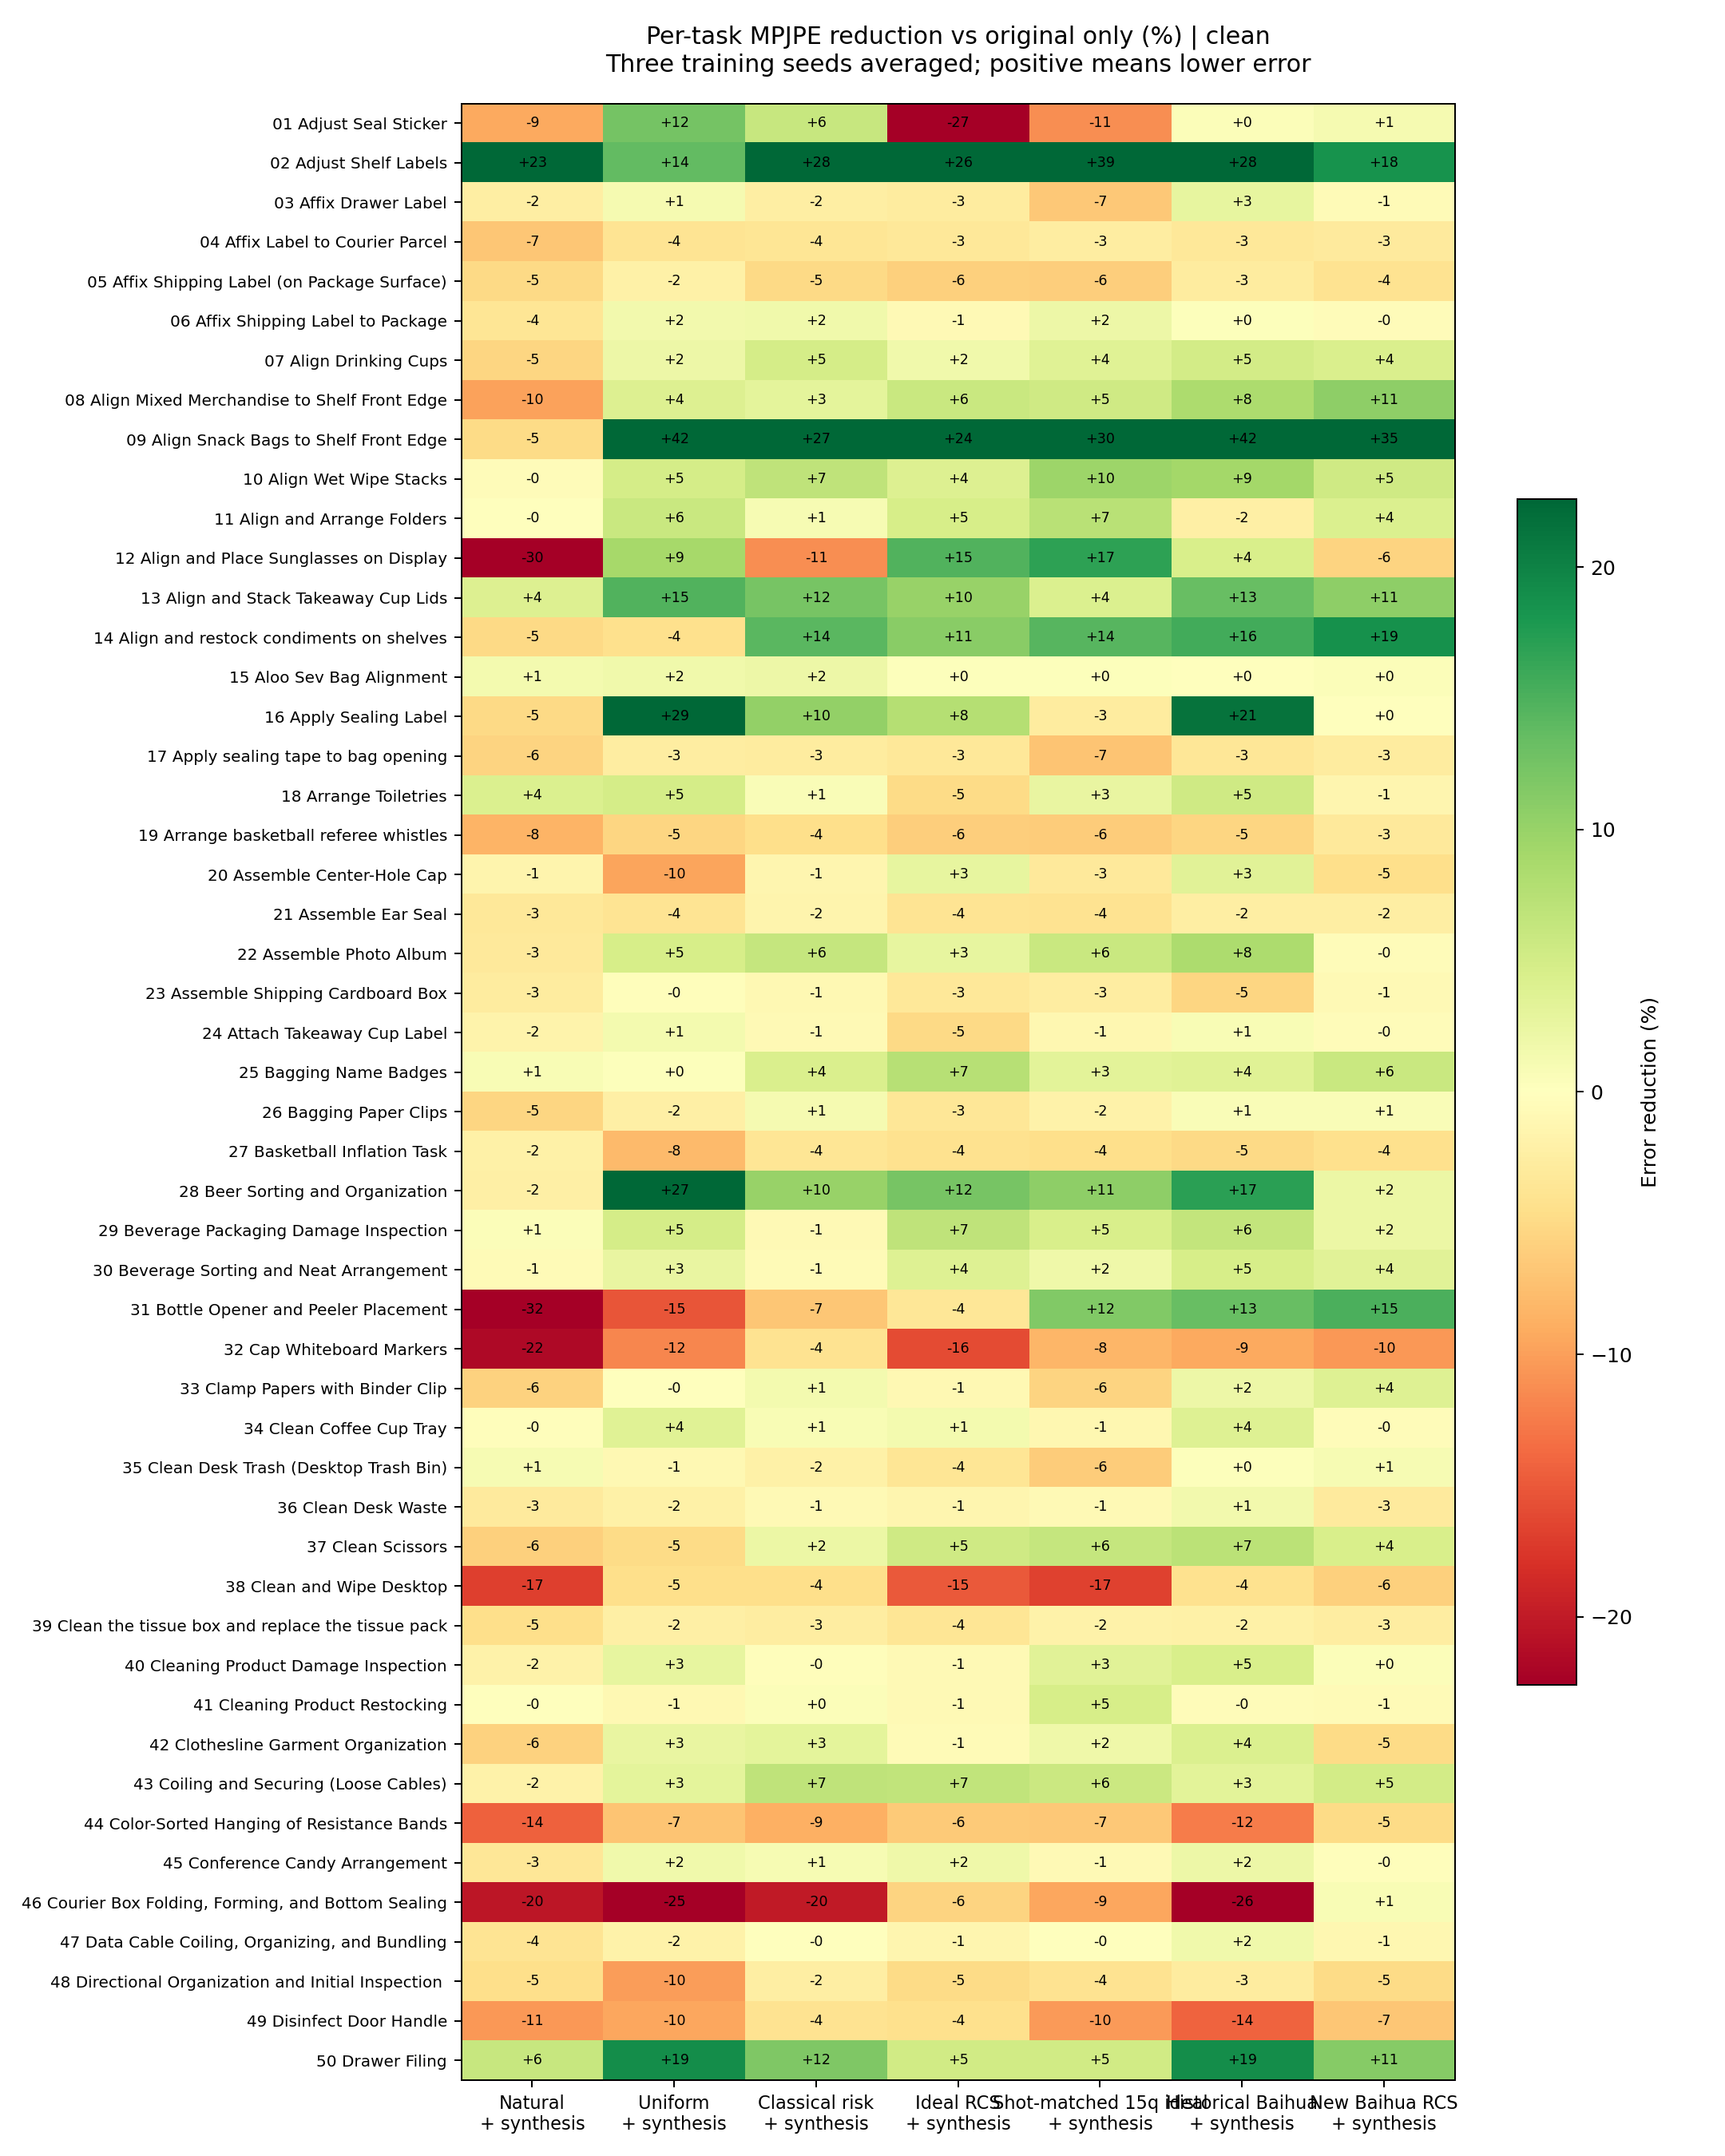 Per-task MPJPE reduction vs original only (%) | clean
Three training seeds averaged; positive means lower error
01 Adjust Seal Sticker -9 +12 +6 -27 -11 +0 +1
02 Adjust Shelf Labels +23 +14 +28 +26 +39 +28 +18
03 Affix Drawer Label -2 +1 -2 -3 -7 +3 -1
04 Affix Label to Courier Parcel -7 -4 -4 -3 -3 -3 -3
05 Affix Shipping Label (on Package Surface) -5 -2 -5 -6 -6 -3 -4
06 Affix Shipping Label to Package -4 +2 +2 -1 +2 +0 -0
07 Align Drinking Cups -5 +2 +5 +2 +4 +5 +4
08 Align Mixed Merchandise to Shelf Front Edge -10 +4 +3 +6 +5 +8 +11
09 Align Snack Bags to Shelf Front Edge -5 +42 +27 +24 +30 +42 +35
10 Align Wet Wipe Stacks -0 +5 +7 +4 +10 +9 +5
11 Align and Arrange Folders -0 +6 +1 +5 +7 -2 +4
12 Align and Place Sunglasses on Display -30 +9 -11 +15 +17 +4 -6
13 Align and Stack Takeaway Cup Lids +4 +15 +12 +10 +4 +13 +11
14 Align and restock condiments on shelves -5 -4 +14 +11 +14 +16 +19
15 Aloo Sev Bag Alignment +1 +2 +2 +0 +0 +0 +0
16 Apply Sealing Label -5 +29 +10 +8 -3 +21 +0
17 Apply sealing tape to bag opening -6 -3 -3 -3 -7 -3 -3
18 Arrange Toiletries +4 +5 +1 -5 +3 +5 -1
19 Arrange basketball referee whistles -8 -5 -4 -6 -6 -5 -3
20 Assemble Center-Hole Cap -1 -10 -1 +3 -3 +3 -5
21 Assemble Ear Seal -3 -4 -2 -4 -4 -2 -2
22 Assemble Photo Album -3 +5 +6 +3 +6 +8 -0
23 Assemble Shipping Cardboard Box -3 -0 -1 -3 -3 -5 -1
24 Attach Takeaway Cup Label -2 +1 -1 -5 -1 +1 -0
25 Bagging Name Badges +1 +0 +4 +7 +3 +4 +6
26 Bagging Paper Clips -5 -2 +1 -3 -2 +1 +1
27 Basketball Inflation Task -2 -8 -4 -4 -4 -5 -4
28 Beer Sorting and Organization -2 +27 +10 +12 +11 +17 +2
29 Beverage Packaging Damage Inspection +1 +5 -1 +7 +5 +6 +2
30 Beverage Sorting and Neat Arrangement -1 +3 -1 +4 +2 +5 +4
31 Bottle Opener and Peeler Placement -32 -15 -7 -4 +12 +13 +15
32 Cap Whiteboard Markers -22 -12 -4 -16 -8 -9 -10
33 Clamp Papers with Binder Clip -6 -0 +1 -1 -6 +2 +4
34 Clean Coffee Cup Tray -0 +4 +1 +1 -1 +4 -0
35 Clean Desk Trash (Desktop Trash Bin) +1 -1 -2 -4 -6 +0 +1
36 Clean Desk Waste -3 -2 -1 -1 -1 +1 -3
37 Clean Scissors -6 -5 +2 +5 +6 +7 +4
38 Clean and Wipe Desktop -17 -5 -4 -15 -17 -4 -6
39 Clean the tissue box and replace the tissue pack -5 -2 -3 -4 -2 -2 -3
40 Cleaning Product Damage Inspection -2 +3 -0 -1 +3 +5 +0
41 Cleaning Product Restocking -0 -1 +0 -1 +5 -0 -1
42 Clothesline Garment Organization -6 +3 +3 -1 +2 +4 -5
43 Coiling and Securing (Loose Cables) -2 +3 +7 +7 +6 +3 +5
44 Color-Sorted Hanging of Resistance Bands -14 -7 -9 -6 -7 -12 -5
45 Conference Candy Arrangement -3 +2 +1 +2 -1 +2 -0
46 Courier Box Folding, Forming, and Bottom Sealing -20 -25 -20 -6 -9 -26 +1
47 Data Cable Coiling, Organizing, and Bundling -4 -2 -0 -1 -0 +2 -1
48 Directional Organization and Initial Inspection -5 -10 -2 -5 -4 -3 -5
49 Disinfect Door Handle -11 -10 -4 -4 -10 -14 -7
50 Drawer Filing +6 +19 +12 +5 +5 +19 +11
Natural + synthesis
Uniform + synthesis
Classical risk + synthesis
Ideal RCS + synthesis
Shot-matched 15q ideal + synthesis
Historical Baihua + synthesis
New Baihua RCS + synthesis
20
10
0
−10
−20
Error reduction (%)